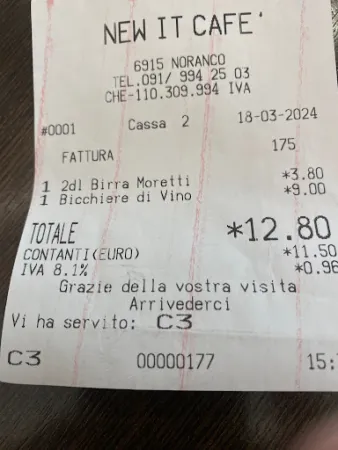 NEW IT CAFE'
6915 NORANCO
TEL.091/ 994 25 03
CHE-110.309.994 IVA
#0001 Cassa 2 18-03-2024
FATTURA 175
1 2dl Birra Moretti *3.80
1 Bicchiere di Vino *9.00
TOTALE *12.80
CONTANTI(EURO) *11.50
IVA 8.1% *0.96
Grazie della vostra visita
Arrivederci
Vi ha servito: C3
C3 00000177